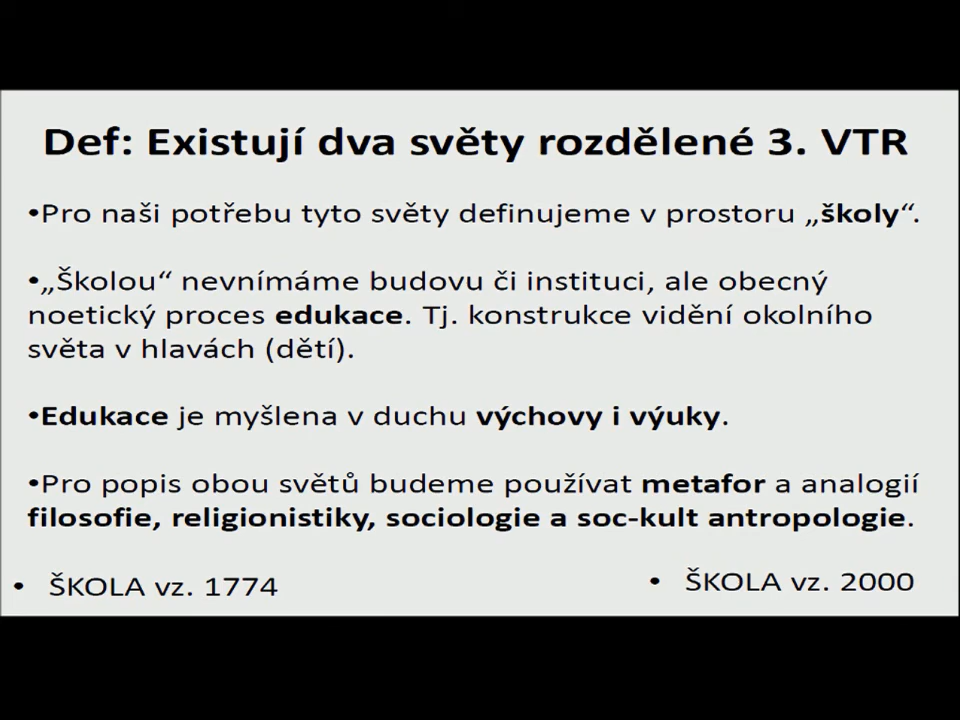 Def: Existují dva světy rozdělené 3. VTR
•Pro naši potřebu tyto světy definujeme v prostoru „školy“.
•„Školou“ nevnímáme budovu či instituci, ale obecný
noetický proces edukace. Tj. konstrukce vidění okolního
světa v hlavách (dětí).
•Edukace je myšlena v duchu výchovy i výuky.
•Pro popis obou světů budeme používat metafor a analogií
filosofie, religionistiky, sociologie a soc-kult antropologie.
• ŠKOLA vz. 1774
• ŠKOLA vz. 2000